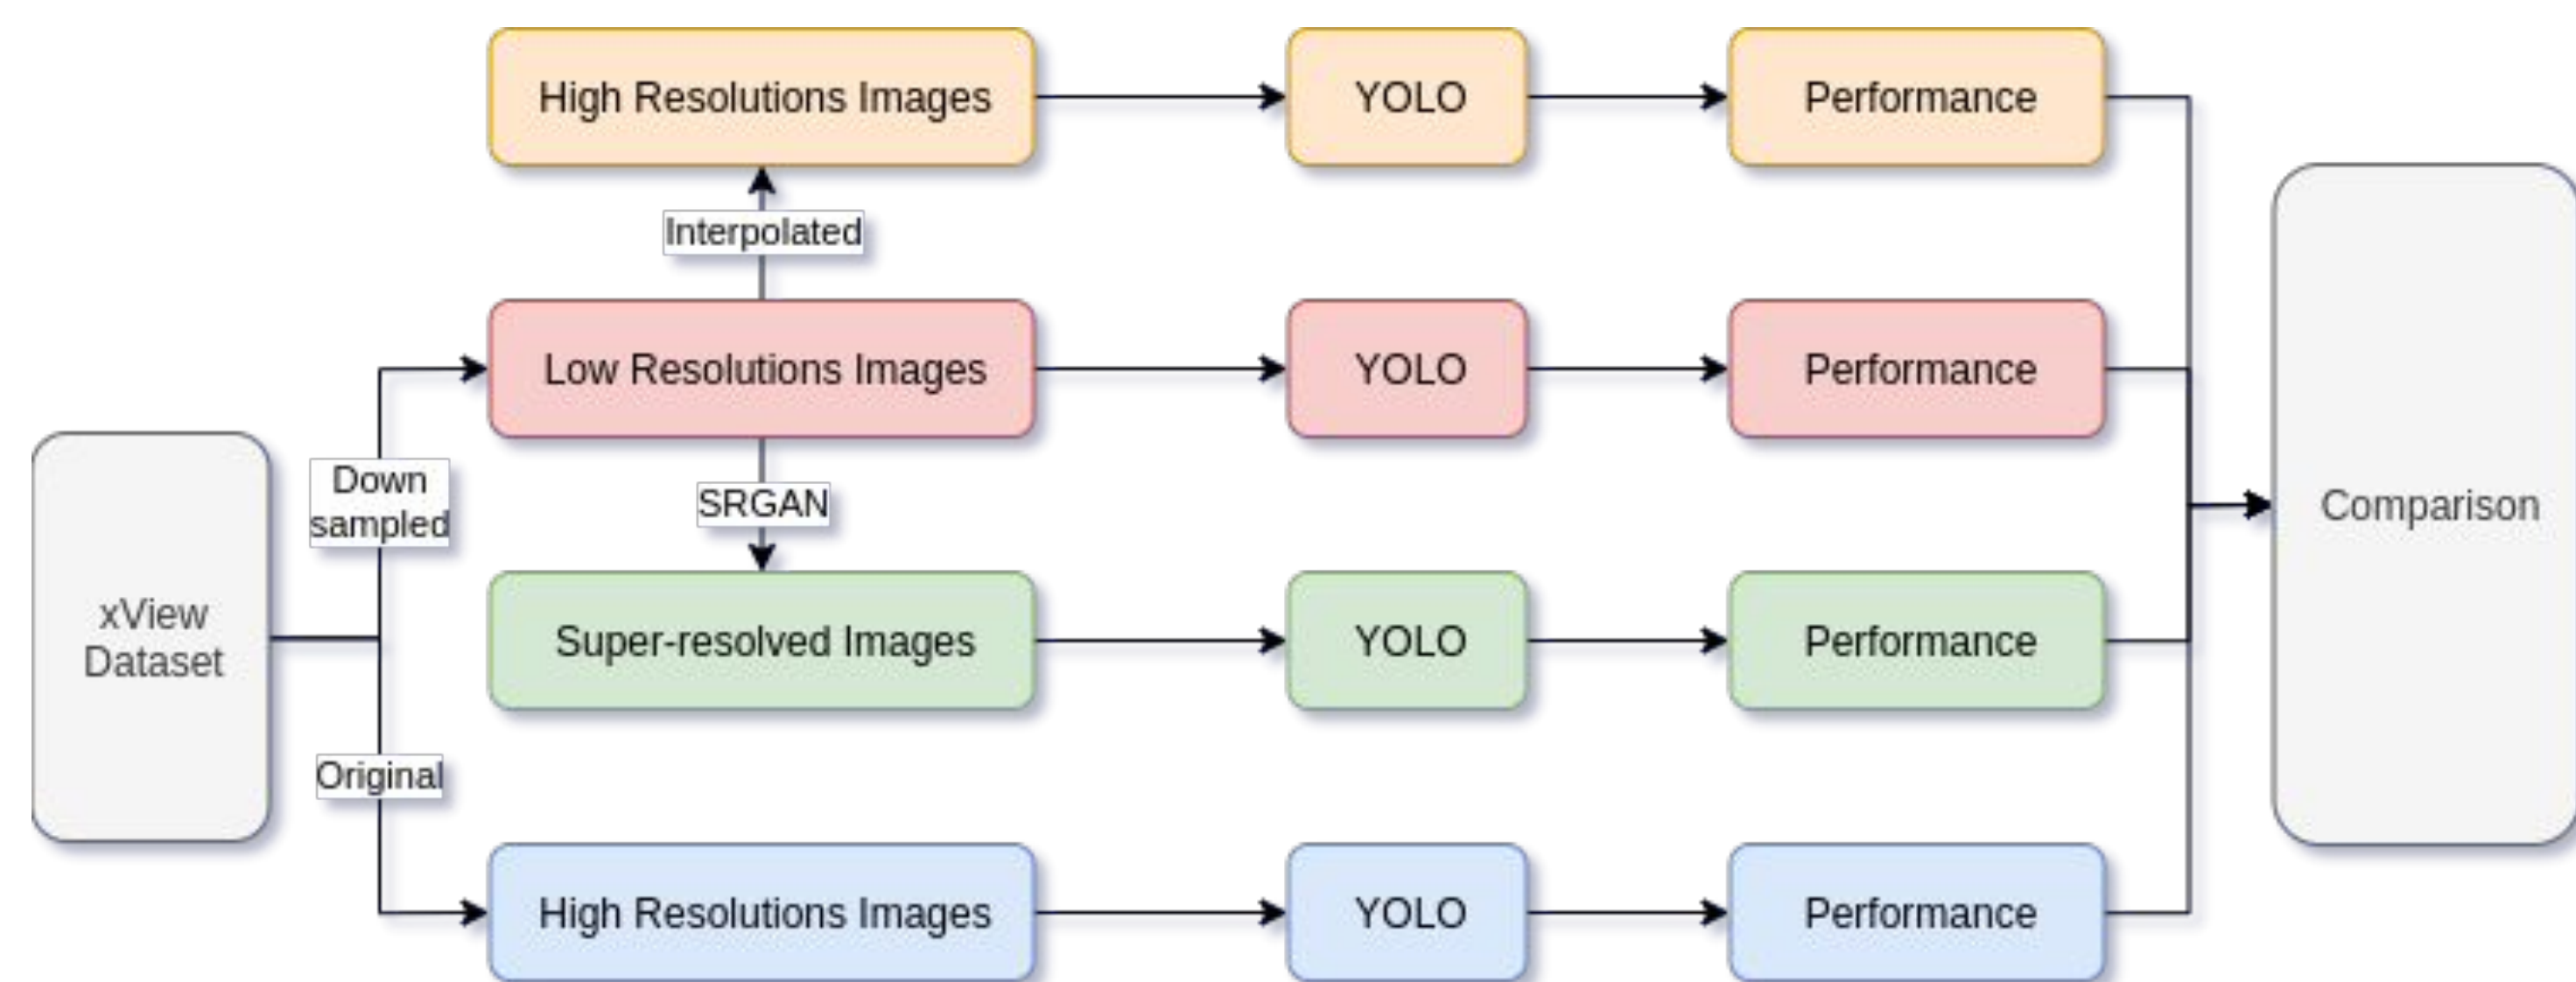 High Resolutions Images
YOLO
Performance
Interpolated
Low Resolutions Images
YOLO
Performance
Down
sampled
SRGAN
Comparison
xView
Dataset
Super-resolved Images
YOLO
Performance
Original
High Resolutions Images
YOLO
Performance